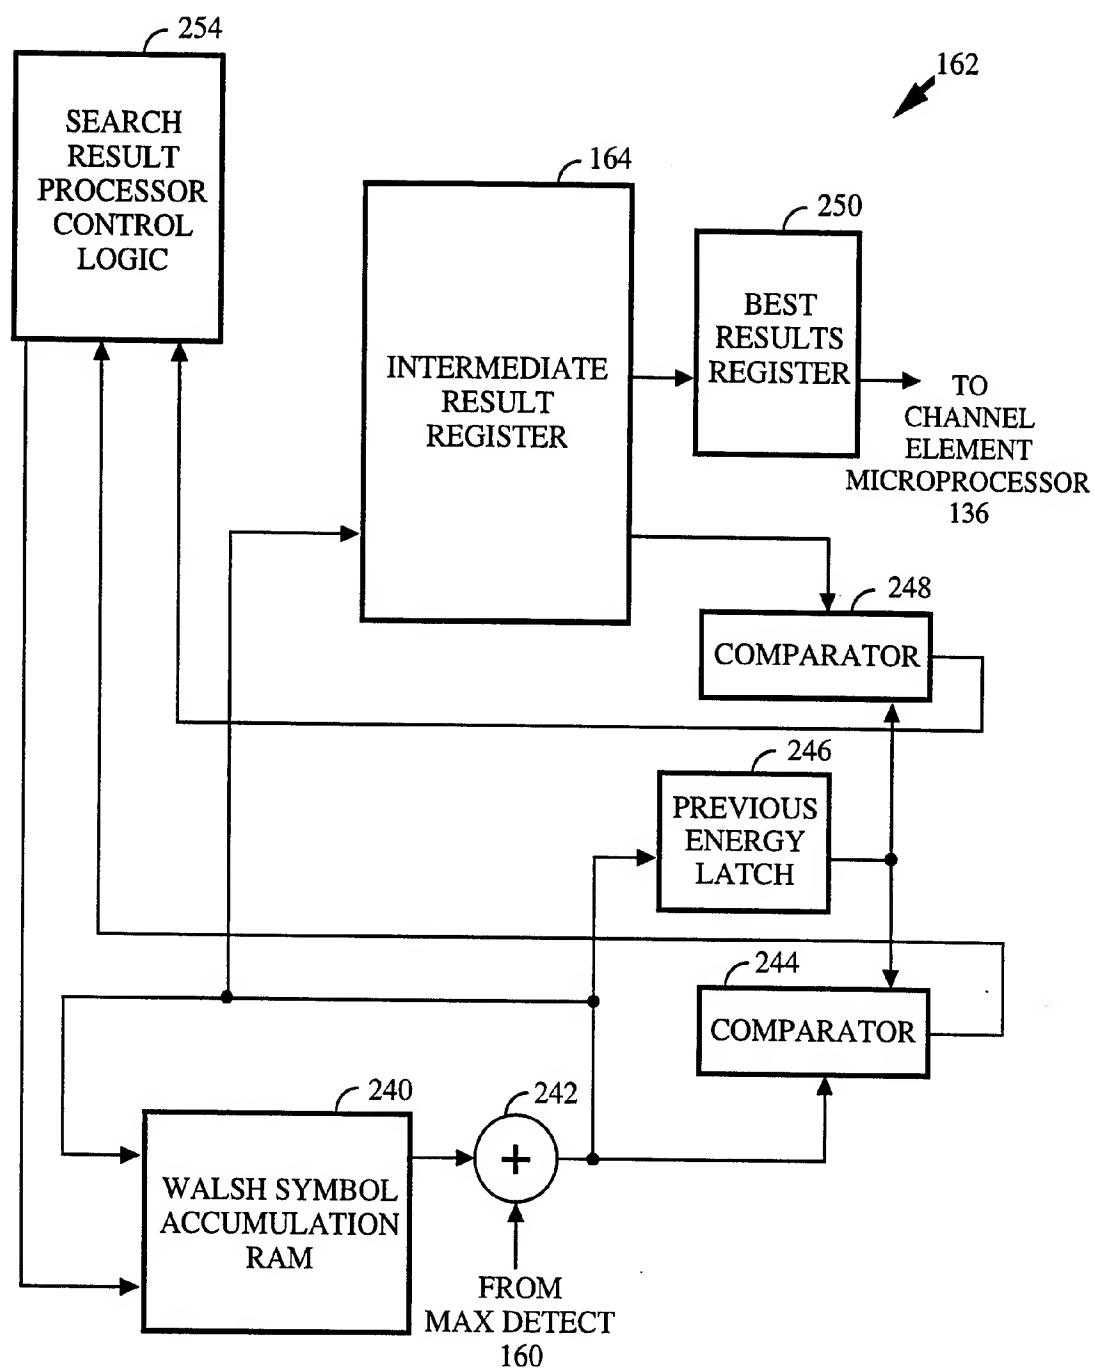 254
SEARCH
RESULT
PROCESSOR
CONTROL
LOGIC
162
164
INTERMEDIATE
RESULT
REGISTER
250
BEST
RESULTS
REGISTER
TO
CHANNEL
ELEMENT
MICROPROCESSOR
136
248
COMPARATOR
246
PREVIOUS
ENERGY
LATCH
244
COMPARATOR
240
WALSH SYMBOL
ACCUMULATION
RAM
242
+
FROM
MAX DETECT
160